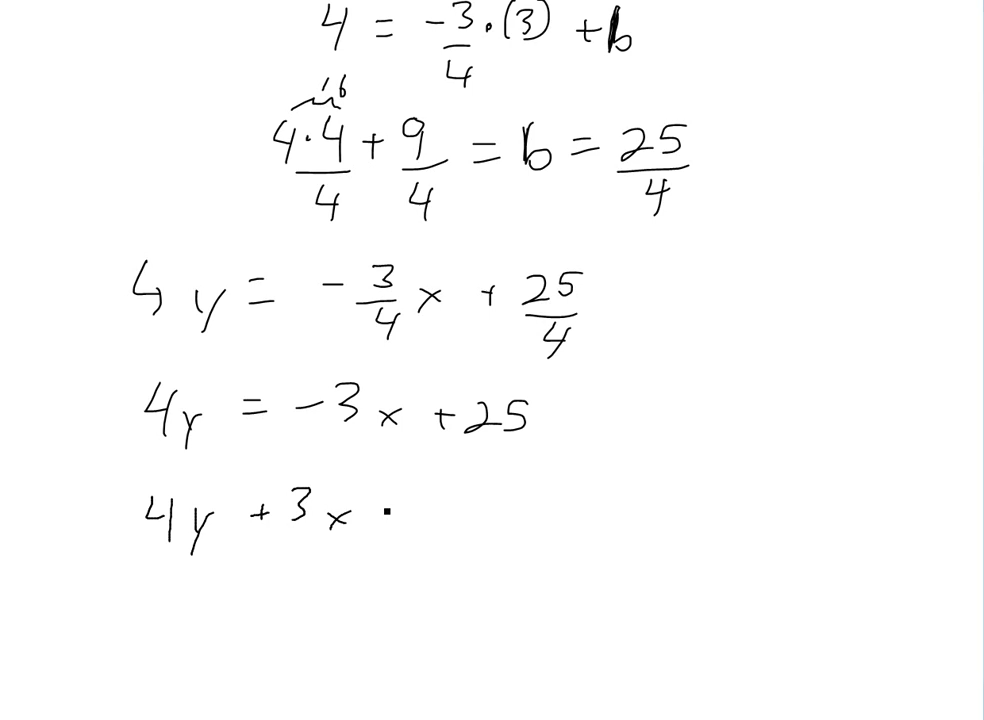 4 = -3/4 · (3) + b
16
4·4/4 + 9/4 = b = 25/4
↳ y = - 3/4 x + 25/4
4y = -3x + 25
4y + 3x ·